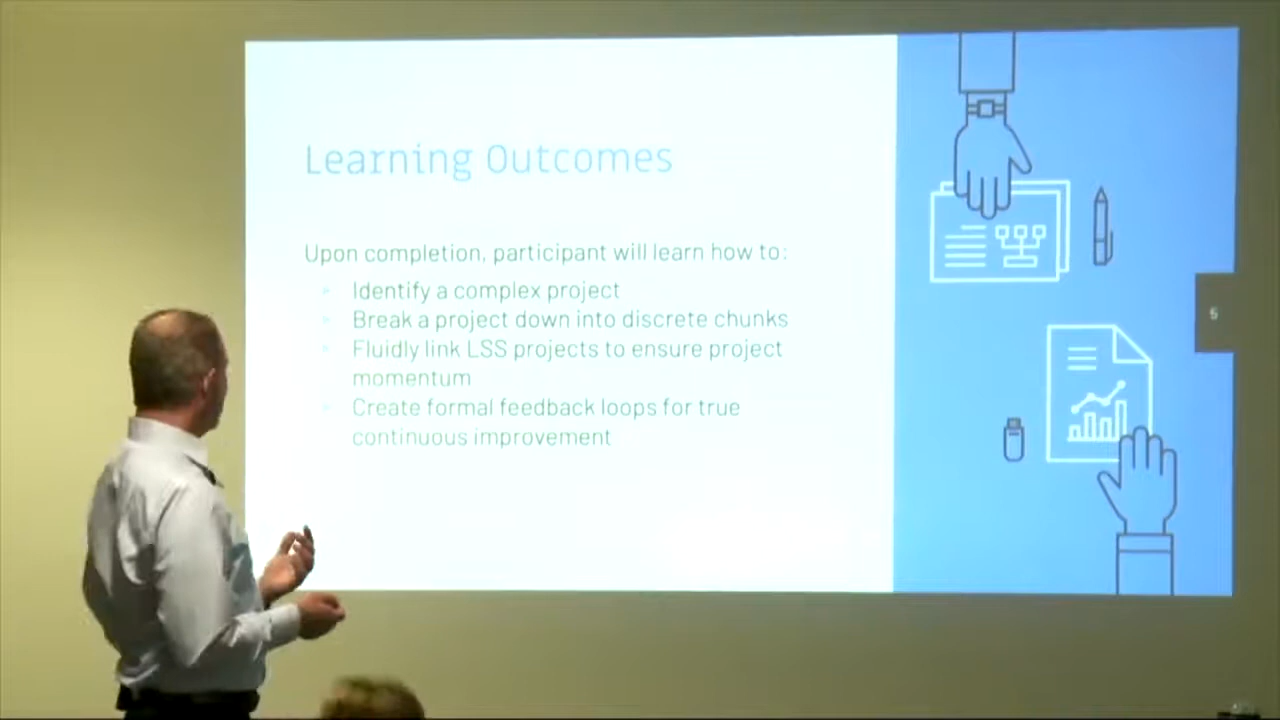 Learning Outcomes
Upon completion, participant will learn how to:
Identify a complex project
Break a project down into discrete chunks
Fluidly link LSS projects to ensure project
momentum
Create formal feedback loops for true
continuous improvement
5